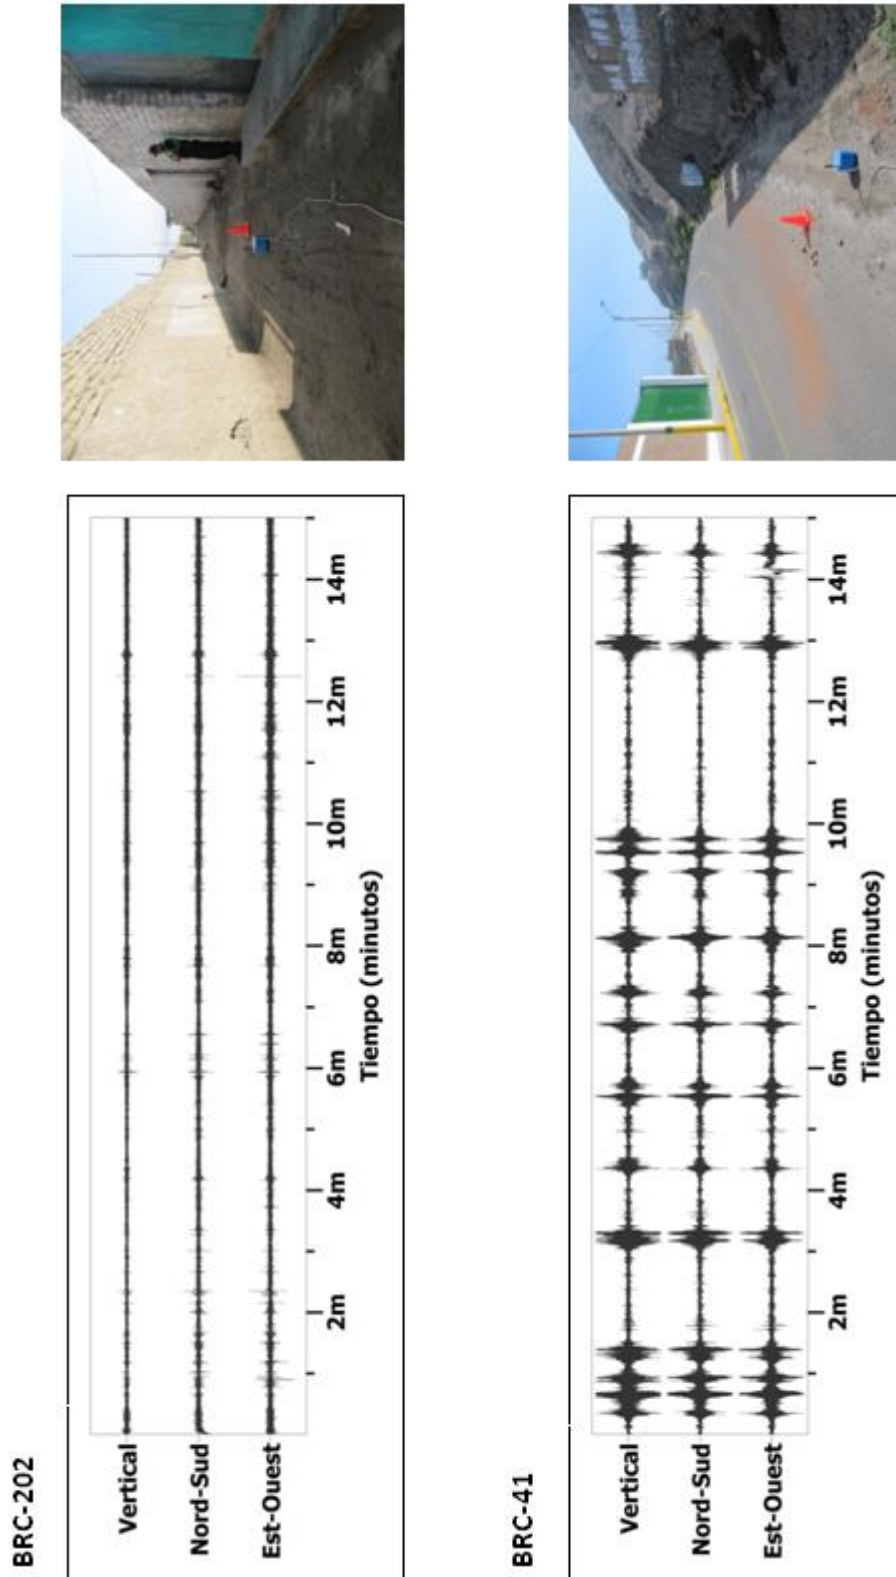 BRC-202
Vertical
Nord-Sud
Est-Ouest
2m
4m
6m
8m
10m
12m
14m
Tiempo (minutos)
BRC-41
Vertical
Nord-Sud
Est-Ouest
2m
4m
6m
8m
10m
12m
14m
Tiempo (minutos)